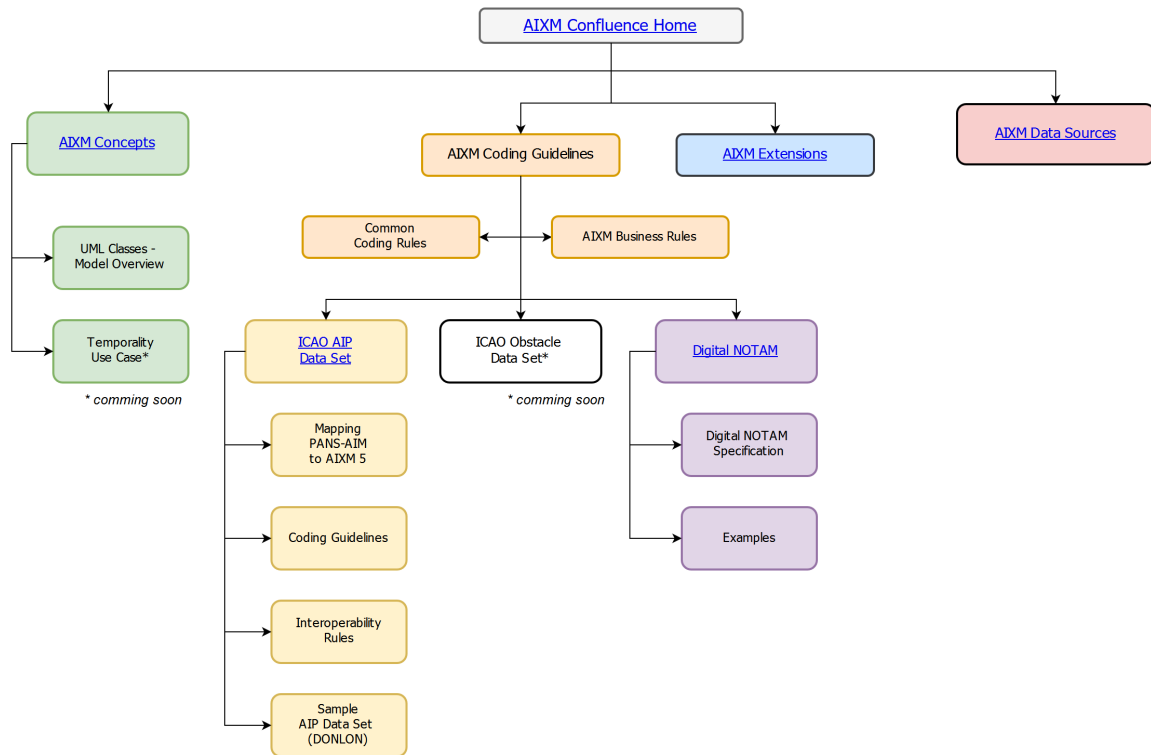 AIXM Confluence Home
AIXM Concepts
AIXM Coding Guidelines
AIXM Extensions
AIXM Data Sources
Common
Coding Rules
AIXM Business Rules
UML Classes -
Model Overview
Temporality
Use Case*
* comming soon
ICAO AIP
Data Set
ICAO Obstacle
Data Set*
* comming soon
Digital NOTAM
Mapping
PANS-AIM
to AIXM 5
Coding Guidelines
Interoperability
Rules
Sample
AIP Data Set
(DONLON)
Digital NOTAM
Specification
Examples